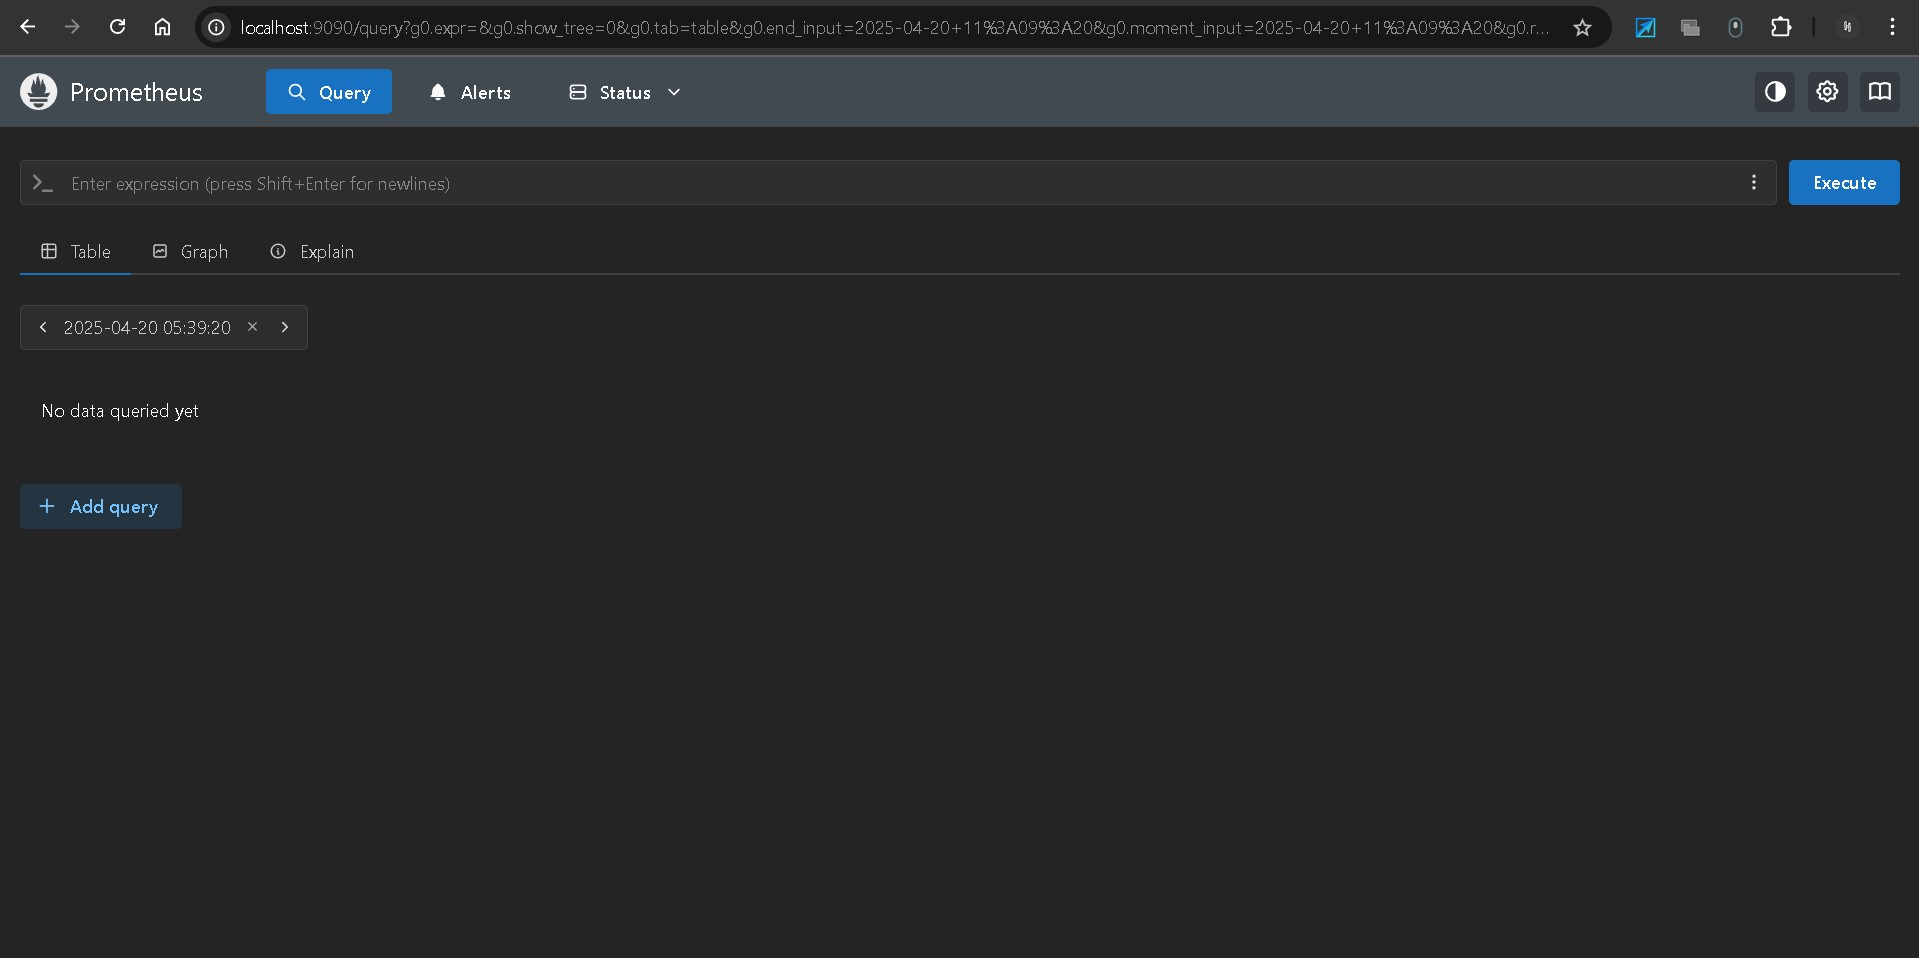 localhost:9090/query?g0.expr=&g0.show_tree=0&g0.tab=table&g0.end_input=2025-04-20+11%3A09%3A20&g0.moment_input=2025-04-20+11%3A09%3A20&g0.r...
Prometheus Query Alerts Status
Enter expression (press Shift+Enter for newlines) Execute
Table Graph Explain
2025-04-20 05:39:20
No data queried yet
Add query